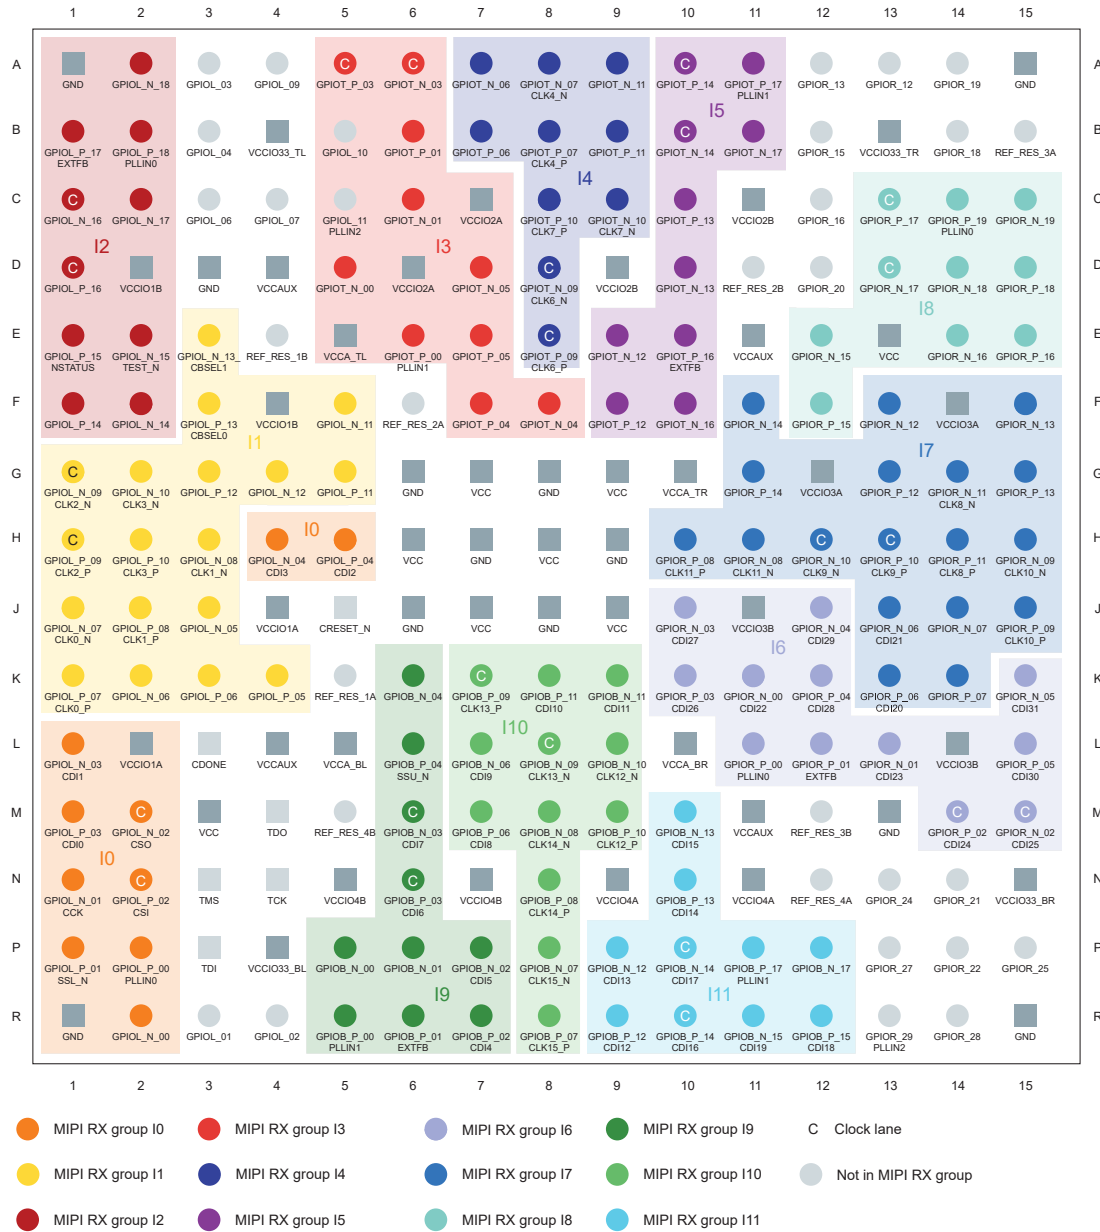 1 2 3 4 5 6 7 8 9 10 11 12 13 14 15
A C C C A
GND GPIOL_N_18 GPIOL_03 GPIOL_09 GPIOT_P_03 GPIOT_N_03 GPIOT_N_06 GPIOT_N_07 GPIOT_N_11 GPIOT_P_14 GPIOT_P_17 GPIOR_13 GPIOR_12 GPIOR_19 GND
CLK4_N PLLIN1
I5
B C B
GPIOL_P_17 GPIOL_P_18 GPIOL_04 VCCIO33_TL GPIOL_10 GPIOT_P_01 GPIOT_P_06 GPIOT_P_07 GPIOT_P_11 GPIOT_N_14 GPIOT_N_17 GPIOR_15 VCCIO33_TR GPIOR_18 REF_RES_3A
EXTFB PLLIN0 CLK4_P
I4
C C C C
GPIOL_N_16 GPIOL_N_17 GPIOL_06 GPIOL_07 GPIOL_11 GPIOT_N_01 VCCIO2A GPIOT_P_10 GPIOT_N_10 GPIOT_P_13 VCCIO2B GPIOR_16 GPIOR_P_17 GPIOR_P_19 GPIOR_N_19
PLLIN2 CLK7_P CLK7_N PLLIN0
I2 I3
D C C C D
GPIOL_P_16 VCCIO1B GND VCCAUX GPIOT_N_00 VCCIO2A GPIOT_N_05 GPIOT_N_09 VCCIO2B GPIOT_N_13 REF_RES_2B GPIOR_20 GPIOR_N_17 GPIOR_N_18 GPIOR_P_18
CLK6_N
I8
E C E
GPIOL_P_15 GPIOL_N_15 GPIOL_N_13_ REF_RES_1B VCCA_TL GPIOT_P_00 GPIOT_P_05 GPIOT_P_09 GPIOT_N_12 GPIOT_P_16 VCCAUX GPIOR_N_15 VCC GPIOR_N_16 GPIOR_P_16
NSTATUS TEST_N CBSEL1 PLLIN1 CLK6_P EXTFB
F F
GPIOL_P_14 GPIOL_N_14 GPIOL_P_13 VCCIO1B GPIOL_N_11 REF_RES_2A GPIOT_P_04 GPIOT_N_04 GPIOT_P_12 GPIOT_N_16 GPIOR_N_14 GPIOR_P_15 GPIOR_N_12 VCCIO3A GPIOR_N_13
CBSEL0
I1 I7
G C G
GPIOL_N_09 GPIOL_N_10 GPIOL_P_12 GPIOL_N_12 GPIOL_P_11 GND VCC GND VCC VCCA_TR GPIOR_P_14 VCCIO3A GPIOR_P_12 GPIOR_N_11 GPIOR_P_13
CLK2_N CLK3_N CLK8_N
I0
H C C C H
GPIOL_P_09 GPIOL_P_10 GPIOL_N_08 GPIOL_N_04 GPIOL_P_04 VCC GND VCC GND GPIOR_P_08 GPIOR_N_08 GPIOR_N_10 GPIOR_P_10 GPIOR_P_11 GPIOR_N_09
CLK2_P CLK3_P CLK1_N CDI3 CDI2 CLK11_P CLK11_N CLK9_N CLK9_P CLK8_P CLK10_N
J J
GPIOL_N_07 GPIOL_P_08 GPIOL_N_05 VCCIO1A CRESET_N GND VCC GND VCC GPIOR_N_03 VCCIO3B GPIOR_N_04 GPIOR_N_06 GPIOR_N_07 GPIOR_P_09
CLK0_N CLK1_P CDI27 CDI29 CDI21 CLK10_P
I6
K C K
GPIOL_P_07 GPIOL_N_06 GPIOL_P_06 GPIOL_P_05 REF_RES_1A GPIOB_N_04 GPIOB_P_09 GPIOB_P_11 GPIOB_N_11 GPIOR_P_03 GPIOR_N_00 GPIOR_P_04 GPIOR_P_06 GPIOR_P_07 GPIOR_N_05
CLK0_P CLK13_P CDI10 CDI11 CDI26 CDI22 CDI28 CDI20 CDI31
I10
L C L
GPIOL_N_03 VCCIO1A CDONE VCCAUX VCCA_BL GPIOB_P_04 GPIOB_N_06 GPIOB_N_09 GPIOB_N_10 VCCA_BR GPIOR_P_00 GPIOR_P_01 GPIOR_N_01 VCCIO3B GPIOR_P_05
CDI1 SSU_N CDI9 CLK13_N CLK12_N PLLIN0 EXTFB CDI23 CDI30
M C C C C M
GPIOL_P_03 GPIOL_N_02 VCC TDO REF_RES_4B GPIOB_N_03 GPIOB_P_06 GPIOB_N_08 GPIOB_P_10 GPIOB_N_13 VCCAUX REF_RES_3B GND GPIOR_P_02 GPIOR_N_02
CDI0 CSO CDI7 CDI8 CLK14_N CLK12_P CDI15 CDI24 CDI25
I0
N C C N
GPIOL_N_01 GPIOL_P_02 TMS TCK VCCIO4B GPIOB_P_03 VCCIO4B GPIOB_P_08 VCCIO4A GPIOB_P_13 VCCIO4A REF_RES_4A GPIOR_24 GPIOR_21 VCCIO33_BR
CCK CSI CDI6 CLK14_P CDI14
P C P
GPIOL_P_01 GPIOL_P_00 TDI VCCIO33_BL GPIOB_N_00 GPIOB_N_01 GPIOB_N_02 GPIOB_N_07 GPIOB_N_12 GPIOB_N_14 GPIOB_P_17 GPIOB_N_17 GPIOR_27 GPIOR_22 GPIOR_25
SSL_N PLLIN0 CDI5 CLK15_N CDI13 CDI17 PLLIN1
I9 I11
R C R
GND GPIOL_N_00 GPIOL_01 GPIOL_02 GPIOB_P_00 GPIOB_P_01 GPIOB_P_02 GPIOB_P_07 GPIOB_P_12 GPIOB_P_14 GPIOB_N_15 GPIOB_P_15 GPIOR_29 GPIOR_28 GND
PLLIN1 EXTFB CDI4 CLK15_P CDI12 CDI16 CDI19 CDI18 PLLIN2
1 2 3 4 5 6 7 8 9 10 11 12 13 14 15
MIPI RX group I0 MIPI RX group I3 MIPI RX group I6 MIPI RX group I9 C Clock lane
MIPI RX group I1 MIPI RX group I4 MIPI RX group I7 MIPI RX group I10 Not in MIPI RX group
MIPI RX group I2 MIPI RX group I5 MIPI RX group I8 MIPI RX group I11